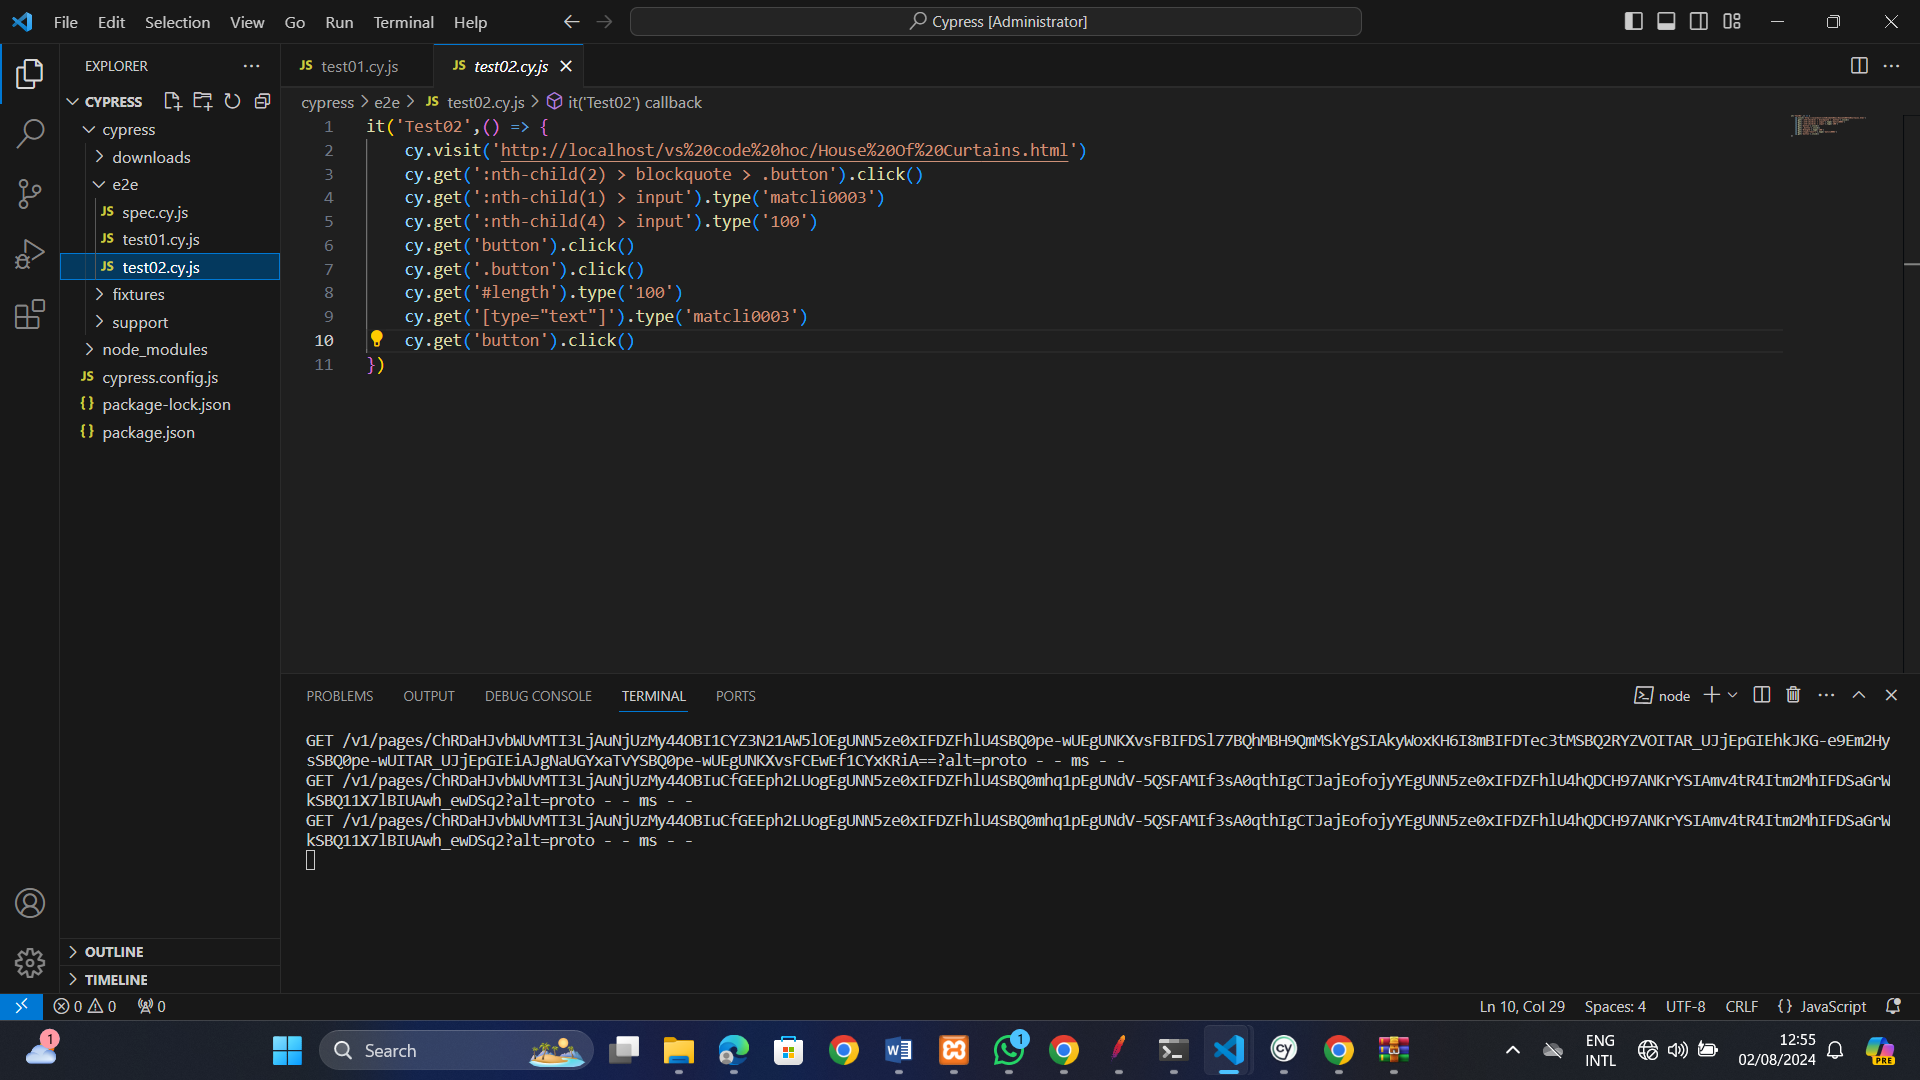 File Edit Selection View Go Run Terminal Help
Cypress [Administrator]
EXPLORER
CYPRESS
cypress
downloads
e2e
JS spec.cy.js
JS test01.cy.js
JS test02.cy.js
fixtures
support
node_modules
JS cypress.config.js
{} package-lock.json
{} package.json
OUTLINE
TIMELINE
JS test01.cy.js
JS test02.cy.js
cypress > e2e > JS test02.cy.js > it('Test02') callback
1 it('Test02',() => {
2 cy.visit('http://localhost/vs%20code%20hoc/House%20Of%20Curtains.html')
3 cy.get(':nth-child(2) > blockquote > .button').click()
4 cy.get(':nth-child(1) > input').type('matcli0003')
5 cy.get(':nth-child(4) > input').type('100')
6 cy.get('button').click()
7 cy.get('.button').click()
8 cy.get('#length').type('100')
9 cy.get('[type="text"]').type('matcli0003')
10 cy.get('button').click()
11 })
PROBLEMS OUTPUT DEBUG CONSOLE TERMINAL PORTS
node
GET /v1/pages/ChRDaHJvbWUvMTI3LjAuNjUzMy44OBI1CYZ3N21AW5lOEgUNN5ze0xIFDZFhlU4SBQ0pe-wUEgUNKXvsFBIFDSl77BQhMBH9QmMSkYgSIAkyWoxKH6I8mBIFDTec3tMSBQ2RYZVOITAR_UJjEpGIEhkJKG-e9Em2Hy
sSBQ0pe-wUITAR_UJjEpGIEiAJgNaUGYxaTvYSBQ0pe-wUEgUNKXvsFCEwEf1CYxKRiA==?alt=proto - - ms - -
GET /v1/pages/ChRDaHJvbWUvMTI3LjAuNjUzMy44OBIuCfGEEph2LUogEgUNN5ze0xIFDZFhlU4SBQ0mhq1pEgUNdV-5QSFAMIf3sA0qthIgCTJajEofojyYEgUNN5ze0xIFDZFhlU4hQDCH97ANKrYSIAmv4tR4Itm2MhIFDSaGrW
kSBQ11X7lBIUAwh_ewDSq2?alt=proto - - ms - -
GET /v1/pages/ChRDaHJvbWUvMTI3LjAuNjUzMy44OBIuCfGEEph2LUogEgUNN5ze0xIFDZFhlU4SBQ0mhq1pEgUNdV-5QSFAMIf3sA0qthIgCTJajEofojyYEgUNN5ze0xIFDZFhlU4hQDCH97ANKrYSIAmv4tR4Itm2MhIFDSaGrW
kSBQ11X7lBIUAwh_ewDSq2?alt=proto - - ms - -
0 0 0
Ln 10, Col 29 Spaces: 4 UTF-8 CRLF {} JavaScript
1
Search
W
1
cy
ENG
INTL
12:55
02/08/2024
PRE